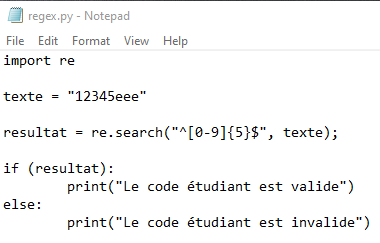 regex.py - Notepad
File Edit Format View Help
import re
texte = "12345eee"
resultat = re.search("^[0-9]{5}$", texte);
if (resultat):
print("Le code étudiant est valide")
else:
print("Le code étudiant est invalide")